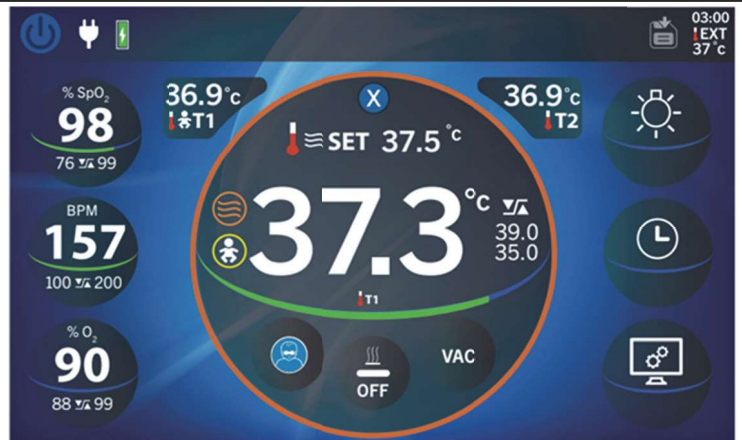 03:00
EXT
37 °c
% SpO2
98
76 99
36.9°c
T1
X
36.9°c
T2
SET 37.5 °c
BPM
157
100 200
37.3 °c
39.0
35.0
T1
% O2
90
88 99
OFF
VAC